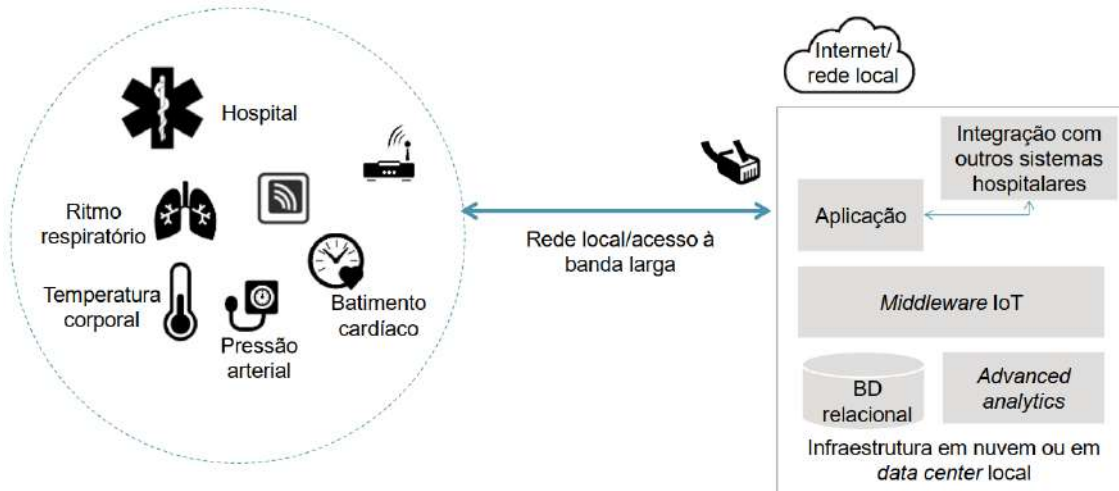 Hospital
Ritmo
respiratório
Temperatura
corporal
Pressão
arterial
Batimento
cardíaco
Rede local/acesso à
banda larga
Internet/
rede local
Integração com
outros sistemas
hospitalares
Aplicação
Middleware IoT
BD
relacional
Advanced
analytics
Infraestrutura em nuvem ou em
data center local